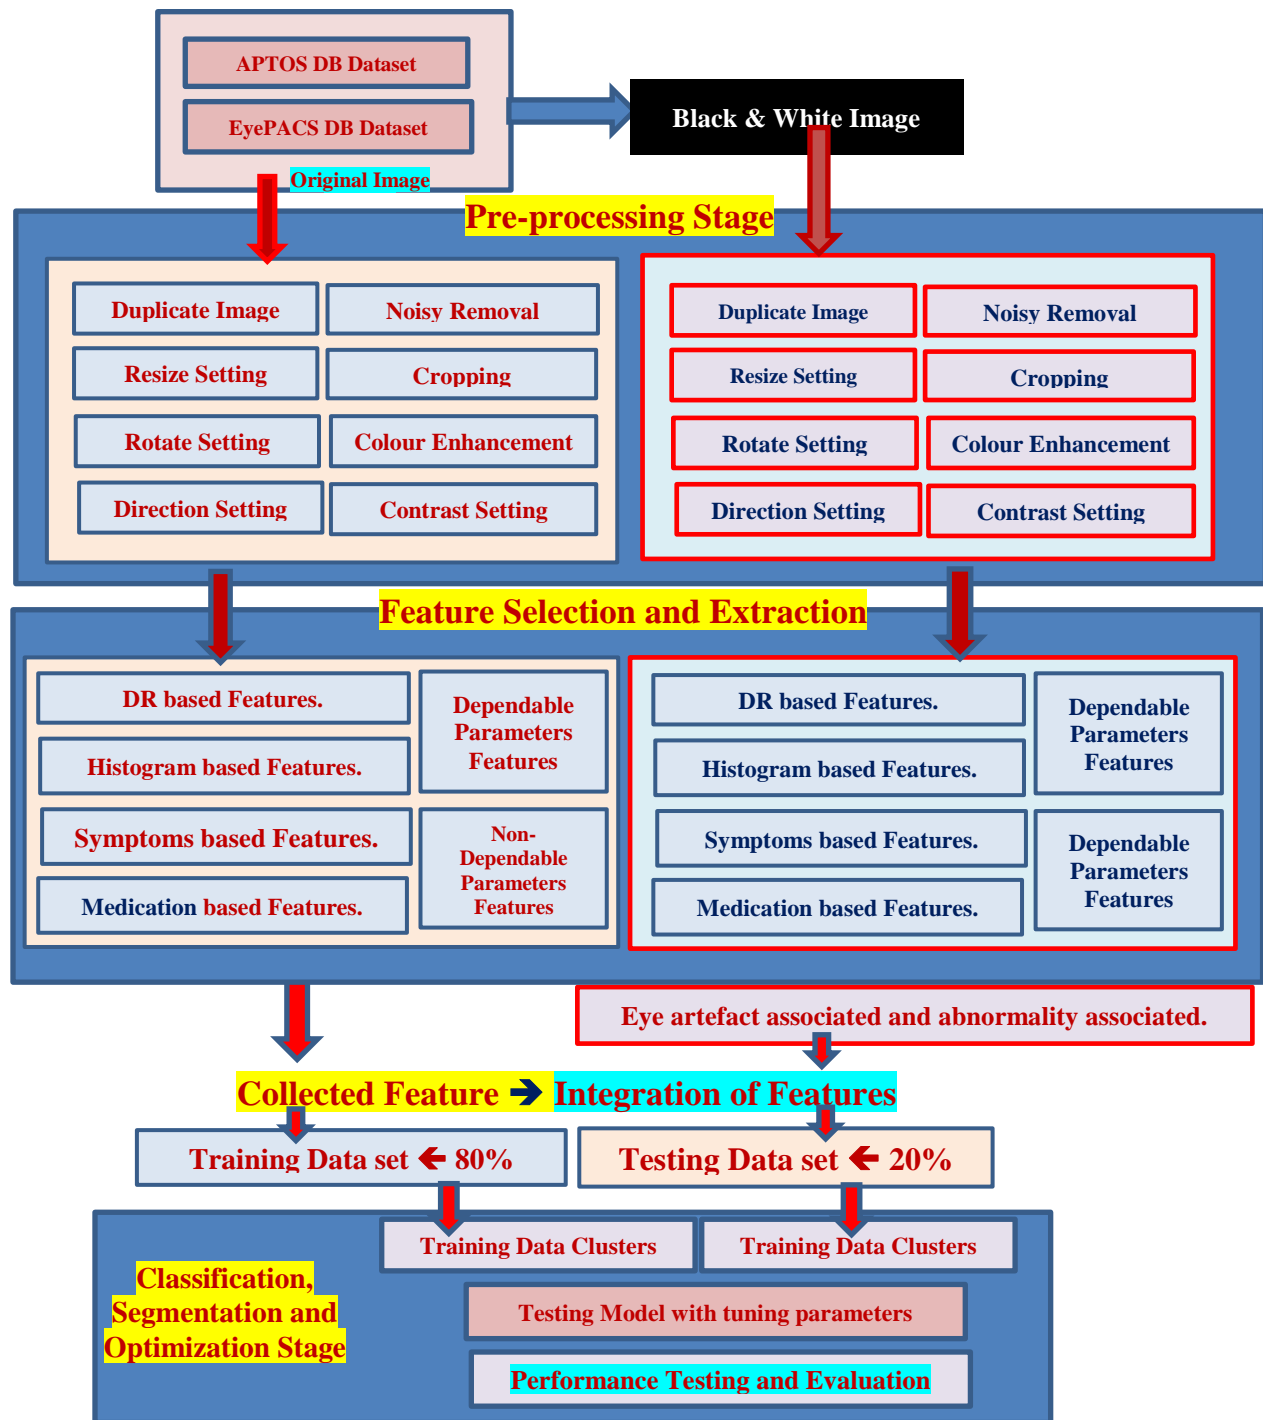 APTOS DB Dataset
EyePACS DB Dataset
Original Image
Black & White Image
Pre-processing Stage
Duplicate Image
Noisy Removal
Resize Setting
Cropping
Rotate Setting
Colour Enhancement
Direction Setting
Contrast Setting
Duplicate Image
Noisy Removal
Resize Setting
Cropping
Rotate Setting
Colour Enhancement
Direction Setting
Contrast Setting
Feature Selection and Extraction
DR based Features.
Histogram based Features.
Symptoms based Features.
Medication based Features.
Dependable
Parameters
Features
Non-
Dependable
Parameters
Features
DR based Features.
Histogram based Features.
Symptoms based Features.
Medication based Features.
Dependable
Parameters
Features
Dependable
Parameters
Features
Eye artefact associated and abnormality associated.
Collected Feature ➔ Integration of Features
Training Data set 🡸 80%
Testing Data set 🡸 20%
Classification,
Segmentation and
Optimization Stage
Training Data Clusters
Training Data Clusters
Testing Model with tuning parameters
Performance Testing and Evaluation